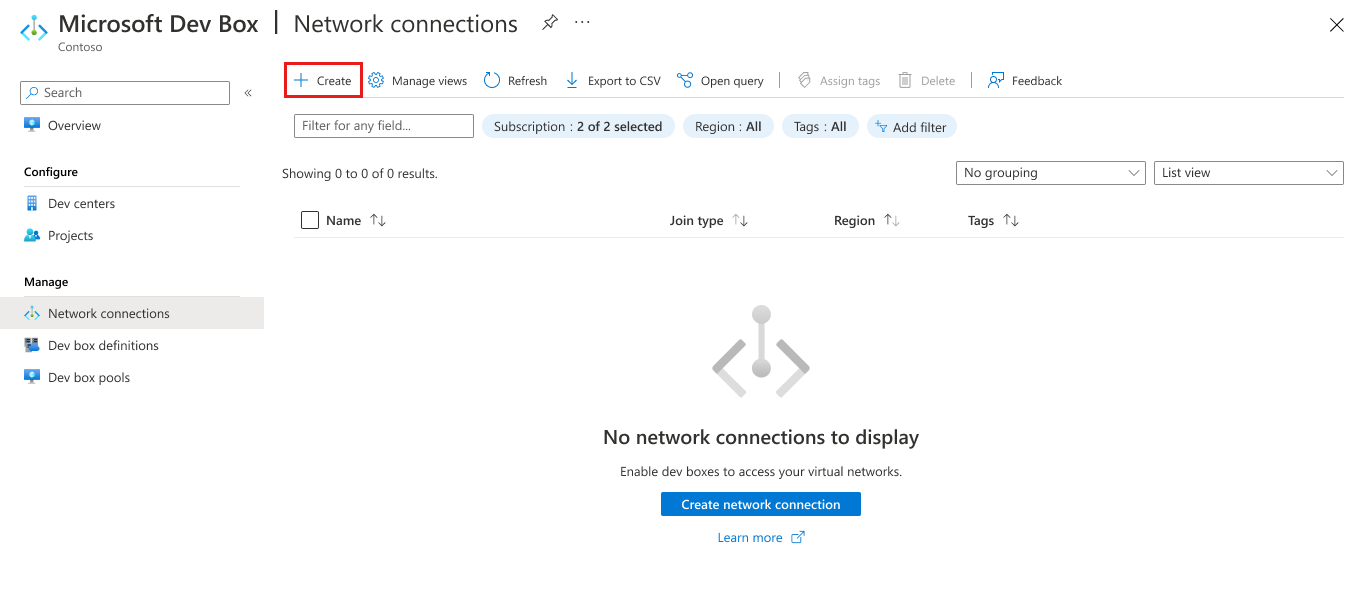 Microsoft Dev Box | Network connections ...
Contoso
Search «
Overview
Configure
Dev centers
Projects
Manage
Network connections
Dev box definitions
Dev box pools
Create Manage views Refresh Export to CSV Open query Assign tags Delete Feedback
Filter for any field... Subscription : 2 of 2 selected Region : All Tags : All Add filter
Showing 0 to 0 of 0 results. No grouping List view
Name Join type Region Tags
No network connections to display
Enable dev boxes to access your virtual networks.
Create network connection
Learn more